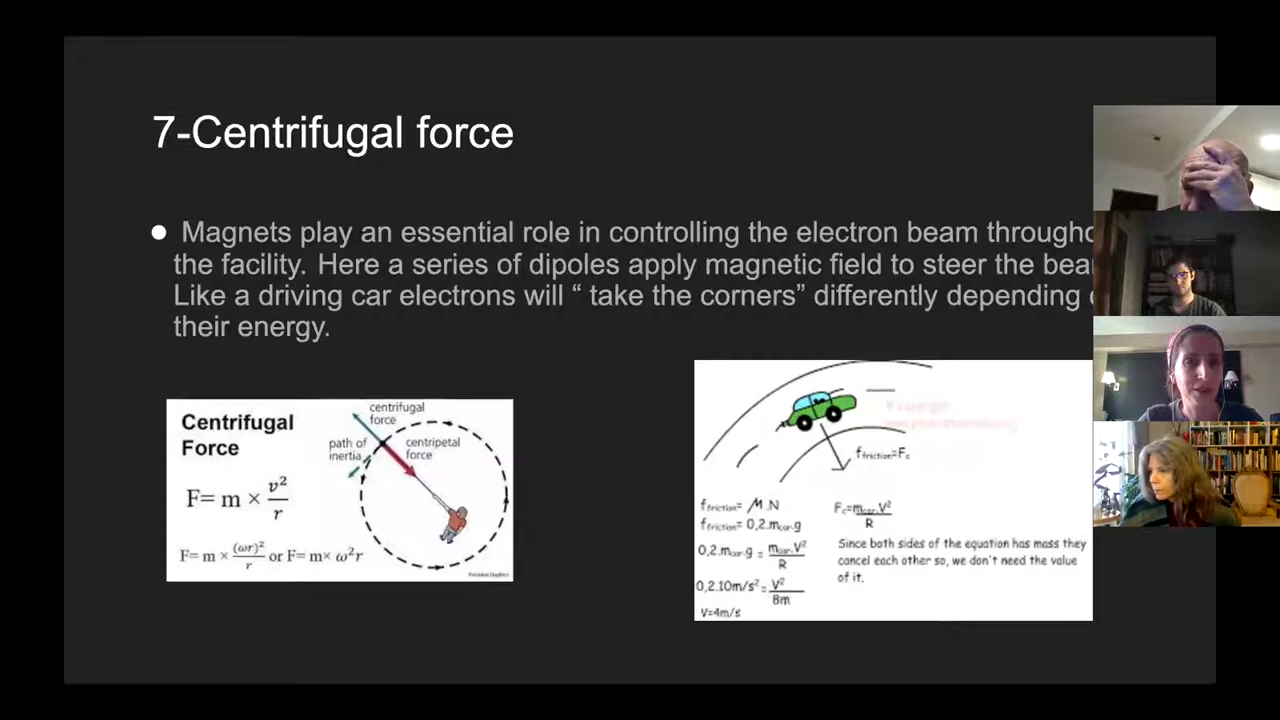 7-Centrifugal force
● Magnets play an essential role in controlling the electron beam
the facility. Here a series of dipoles apply magnetic field to steer the
Like a driving car electrons will “ take the corners” differently depending
their energy.
Centrifugal
Force
F= m × v²/r
F= m × (ωr)²/r or F= m× ω²r
centrifugal
force
path of
inertia
centripetal
force
ffriction=Fc
ffriction= M.N
ffriction= 0,2.mcar.g
0,2.mcar.g = mcar.V²/R
0,2.10m/s²= V²/8m
V=4m/s
Fc=mcar.V²/R
Since both sides of the equation has mass they
cancel each other so, we don't need the value
of it.